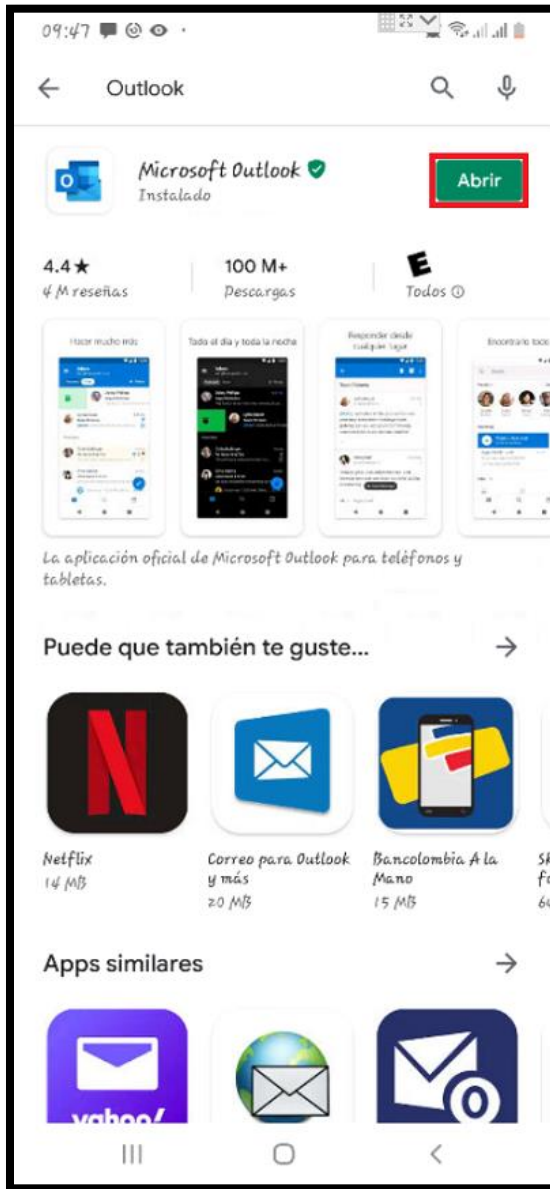 09:47
Outlook
Microsoft Outlook
Instalado
Abrir
4.4★
4 M reseñas
100 M+
Descargas
E
Todos
Hacer mucho más
Todo el día y toda la noche
Responder desde
cualquier lugar
Encontrarlo todo
La aplicación oficial de Microsoft Outlook para teléfonos y
tabletas.
Puede que también te guste...
Netflix
14 MB
Correo para Outlook
y más
20 MB
Bancolombia A la
Mano
15 MB
Apps similares
yahoo!